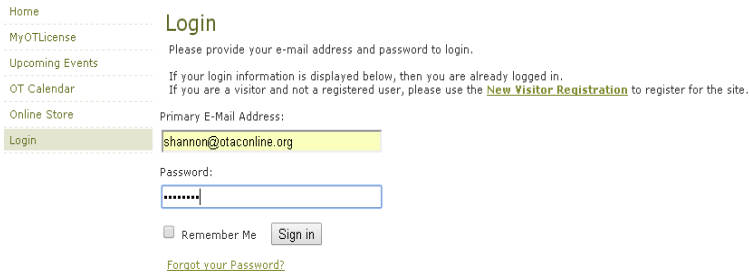 Home
MyOTLicense
Upcoming Events
OT Calendar
Online Store
Login
Login
Please provide your e-mail address and password to login.
If your login information is displayed below, then you are already logged in.
If you are a visitor and not a registered user, please use the New Visitor Registration to register for the site.
Primary E-Mail Address:
shannon@otaconline.org
Password:
••••••••
Remember Me
Sign in
Forgot your Password?